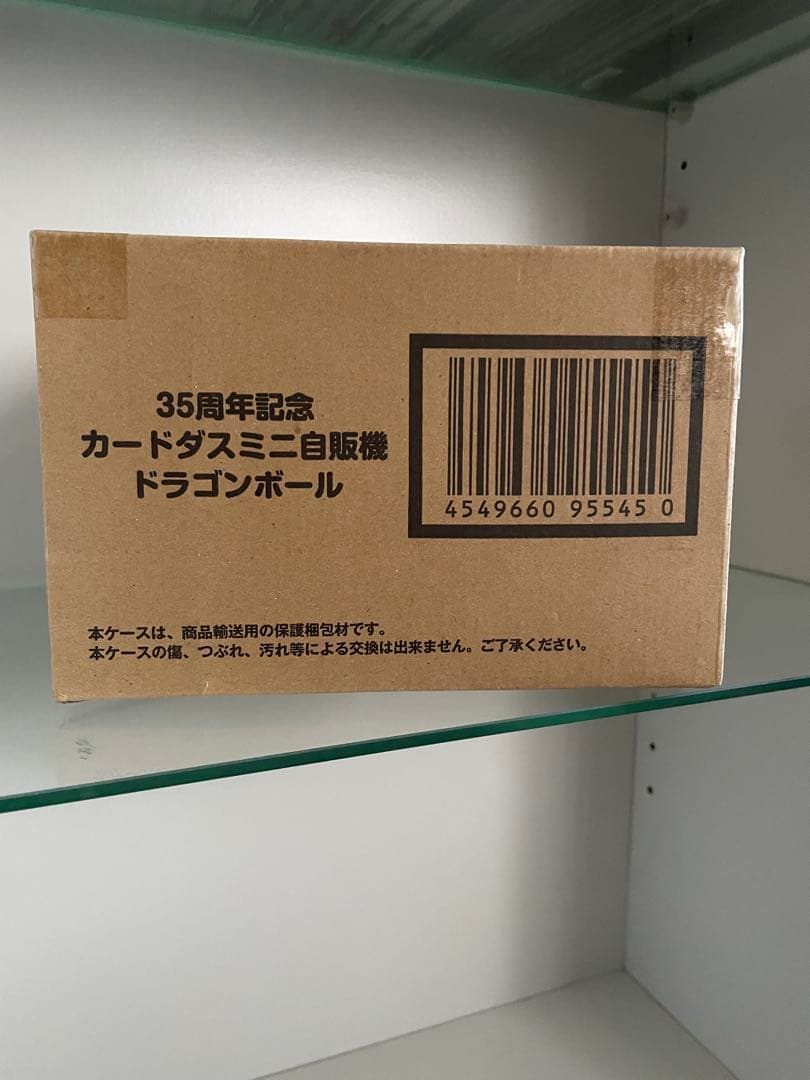 35周年記念
カードダスミニ自販機
ドラゴンボール
4549660 95545 0
本ケースは、商品輸送用の保護梱包材です。
本ケースの傷、つぶれ、汚れ等による交換は出来ません。ご了承ください。